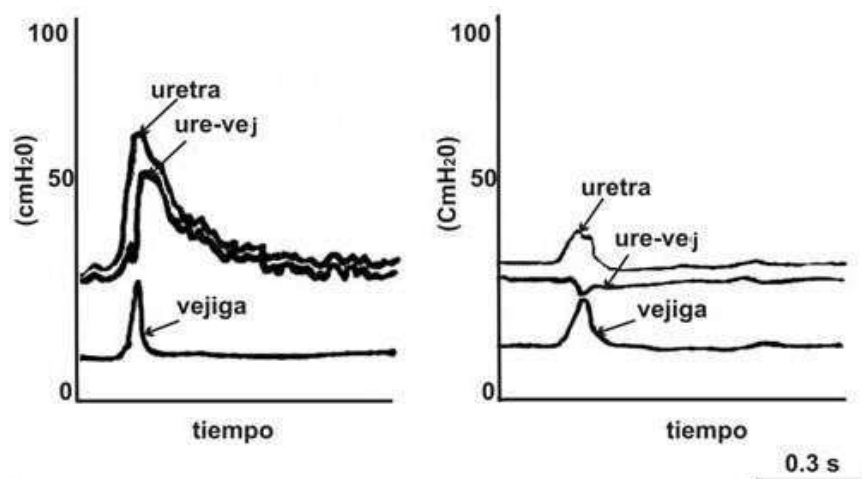 100
uretra
ure-vej
(cmH20)
50
vejiga
0
tiempo
100
(CmH20)
50
uretra
ure-vej
vejiga
0
tiempo
0.3 s